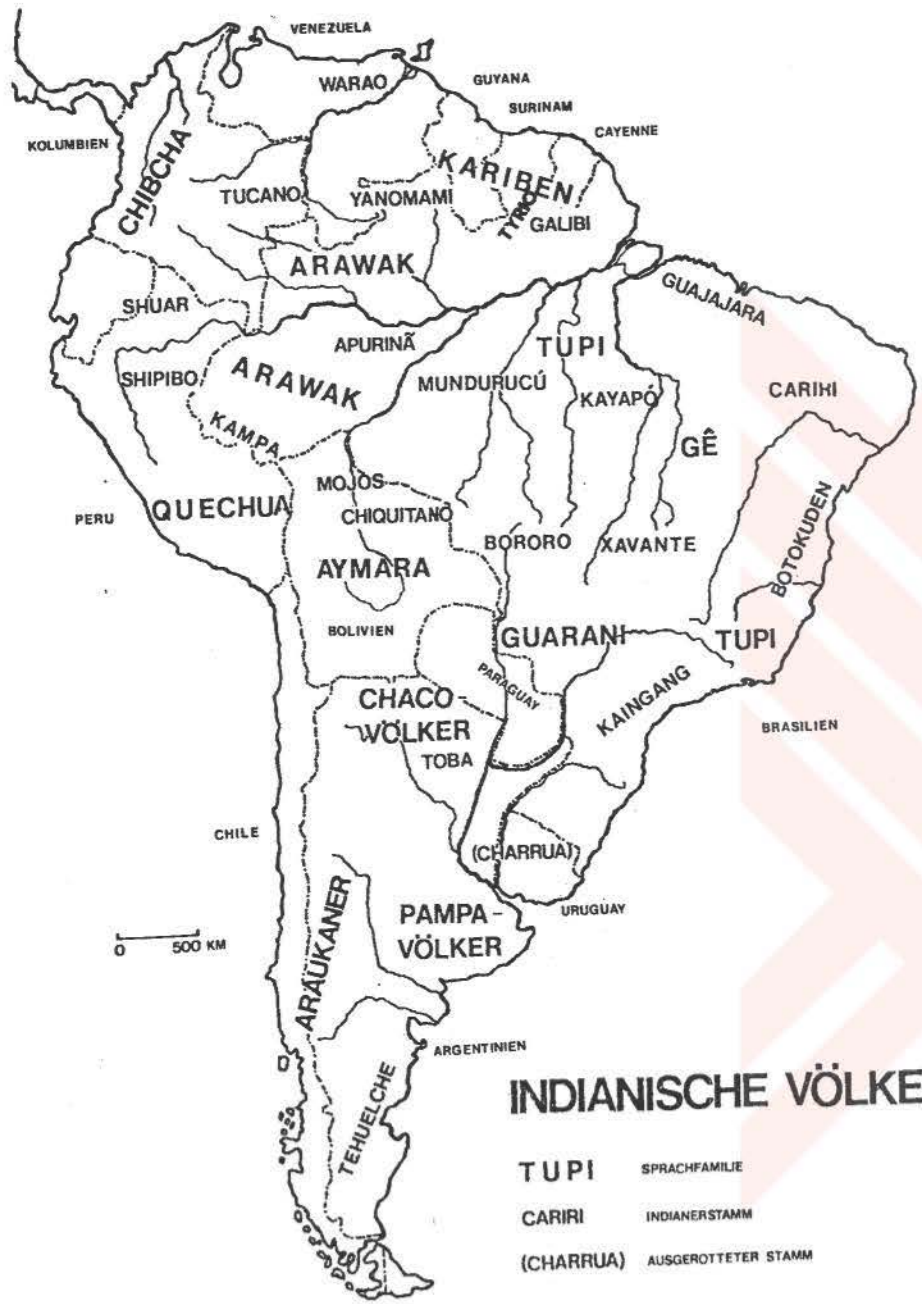 VENEZUELA
WARAO
GUYANA
SURINAM
KOLUMBIEN
CAYENNE
CHIBCHA
KARIBEN
TUCANO
YANOMAMI
TYRIO
GALIBI
ARAWAK
GUAJAJARA
SHUAR
APURINÃ
TUPI
SHIPIBO
ARAWAK
MUNDURUCÚ
KAYAPÓ
CARIHI
KAMPA
GÊ
MOJOS
PERU
QUECHUA
CHIQUITANO
BORORO
XAVANTE
BOTOKUDEN
AYMARA
BOLIVIEN
GUARANI
TUPI
PARAGUAY
CHACO-
VÖLKER
KAINGANG
TOBA
BRASILIEN
CHILE
(CHARRUA)
URUGUAY
PAMPA-
VÖLKER
0 500 KM
ARAUKANER
ARGENTINIEN
TEHUELCHE
INDIANISCHE VÖLKE
TUPI SPRACHFAMILIE
CARIRI INDIANERSTAMM
(CHARRUA) AUSGEROTTETER STAMM